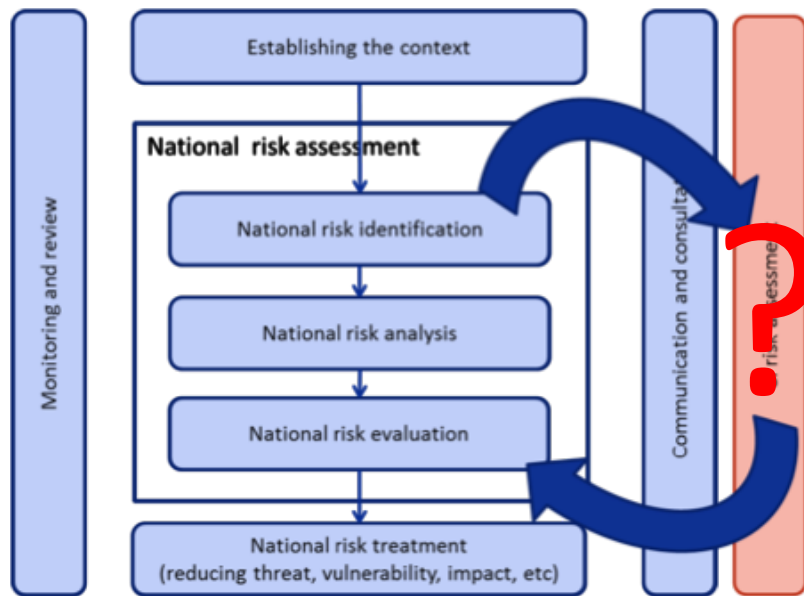 Establishing the context
National risk assessment
National risk identification
National risk analysis
National risk evaluation
National risk treatment
(reducing threat, vulnerability, impact, etc)
Monitoring and review
Communication and
risk
?